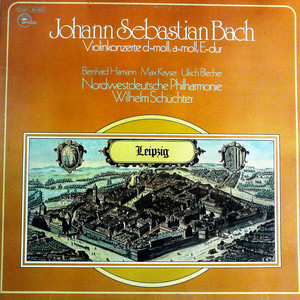 Johann Sebastian Bach
Violinkonzerte d-moll, a-moll, E-dur
Bernhard Hamann · Max Kayser · Ulrich Blecher
Nordwestdeutsche Philharmonie
Wilhelm Schüchter
Leipzig